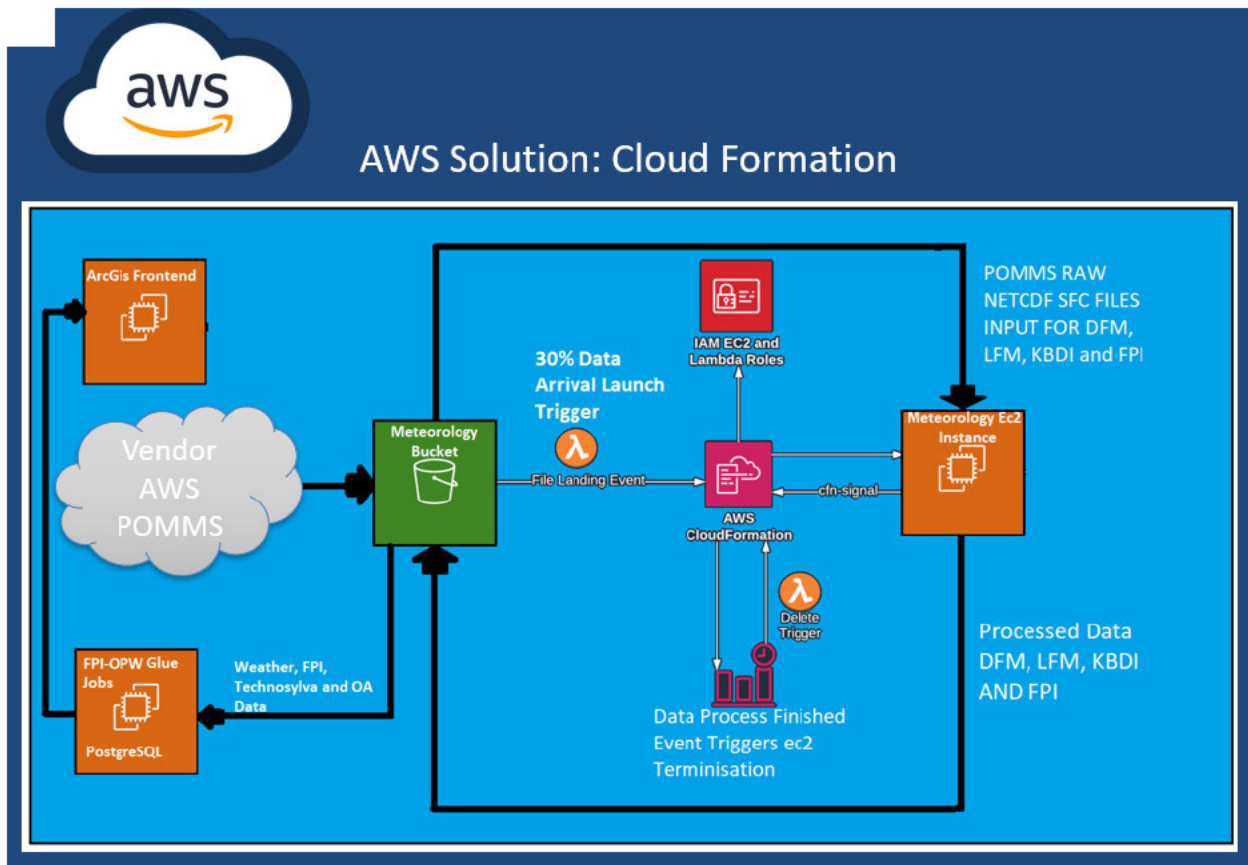 aws
AWS Solution: Cloud Formation
ArcGis Frontend
Vendor
AWS
POMMS
Meteorology
Bucket
30% Data
Arrival Launch
Trigger
λ
File Landing Event
IAM EC2 and
Lambda Roles
AWS
CloudFormation
cfn-signal
Meteorology Ec2
Instance
POMMS RAW
NETCDF SFC FILES
INPUT FOR DFM,
LFM, KBDI and FPI
λ
Delete
Trigger
Data Process Finished
Event Triggers ec2
Terminisation
Processed Data
DFM, LFM, KBDI
AND FPI
Weather, FPI,
Technosylva and OA
Data
FPI-OPW Glue
Jobs
PostgreSQL